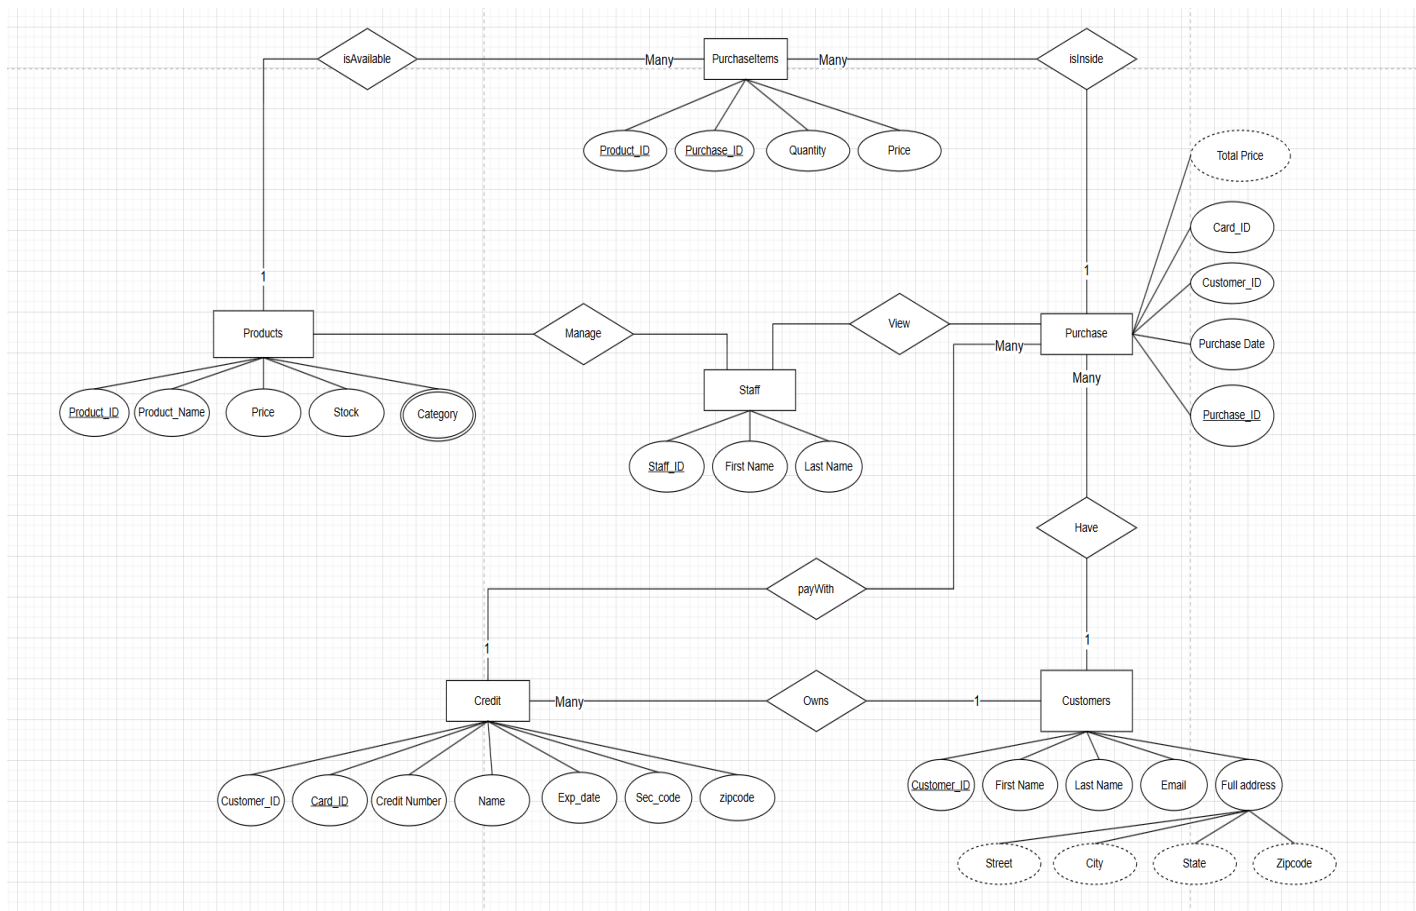 isAvailable
Many
PurchaseItems
Many
isInside
Product_ID
Purchase_ID
Quantity
Price
Total Price
Card_ID
Customer_ID
1
1
Products
Manage
View
Purchase
Many
Purchase Date
Many
Staff
Product_ID
Product_Name
Price
Stock
Category
Purchase_ID
Staff_ID
First Name
Last Name
Have
payWith
1
1
Credit
Many
Owns
1
Customers
Customer_ID
Card_ID
Credit Number
Name
Exp_date
Sec_code
zipcode
Customer_ID
First Name
Last Name
Email
Full address
Street
City
State
Zipcode